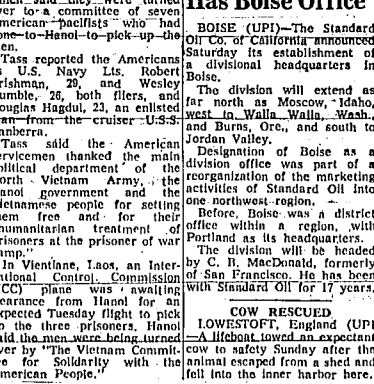 men said they were turned
ver to a committee of seven
merican "pacifists" who had
one to Hanoi to pick up the
en.
Tass reported the Americans
s U.S. Navy Lts. Robert
rishman, 29, and Wesley
umble, 26, both fliers, and
ouglas Hagdul, 23, an enlisted
an from the cruiser U.S.S.
anberra.
Tass said the American
ervicemen thanked the main
olitical department of the
orth Vietnam Army, the
anoi government and the
ietnamese people for setting
em free and for their
humanitarian treatment of
risoners at the prisoner of war
amp."
In Vientiane, Laos, an Inter-
ational Control Commission
ICC) plane was awaiting
earance from Hanoi for an
xpected Tuesday flight to pick
p the three prisoners. Hanoi
aid the men were being turned
ver by "The Vietnam Commit-
e for Solidarity with the
merican People."
Has Boise Office
BOISE (UPI)—The Standard
Oil Co. of California announced
Saturday its establishment of
a divisional headquarters in
Boise.
The division will extend as
far north as Moscow, Idaho,
west to Walla Walla, Wash.,
and Burns, Ore., and south to
Jordan Valley.
Designation of Boise as a
division office was part of a
reorganization of the marketing
activities of Standard Oil into
one northwest region.
Before, Boise was a district
office within a region, with
Portland as its headquarters.
The division will be headed
by C. B. MacDonald, formerly
of San Francisco. He has been
with Standard Oil for 17 years.
COW RESCUED
LOWESTOFT, England (UPI)
—A lifeboat towed an expectant
cow to safety Sunday after the
animal escaped from a shed and
fell into the inner harbor here.